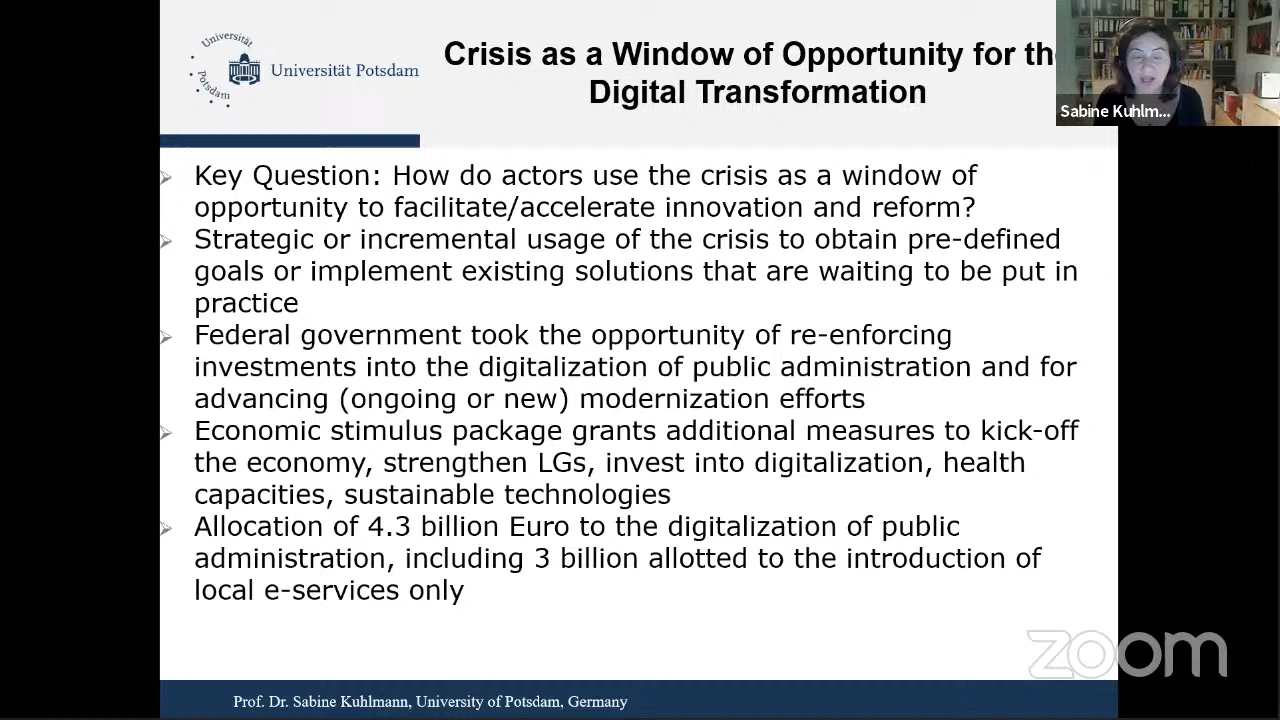 Universität
Potsdam
Universität Potsdam
Crisis as a Window of Opportunity for the
Digital Transformation
Sabine Kuhlm...
Key Question: How do actors use the crisis as a window of
opportunity to facilitate/accelerate innovation and reform?
Strategic or incremental usage of the crisis to obtain pre-defined
goals or implement existing solutions that are waiting to be put in
practice
Federal government took the opportunity of re-enforcing
investments into the digitalization of public administration and for
advancing (ongoing or new) modernization efforts
Economic stimulus package grants additional measures to kick-off
the economy, strengthen LGs, invest into digitalization, health
capacities, sustainable technologies
Allocation of 4.3 billion Euro to the digitalization of public
administration, including 3 billion allotted to the introduction of
local e-services only
zoom
Prof. Dr. Sabine Kuhlmann, University of Potsdam, Germany